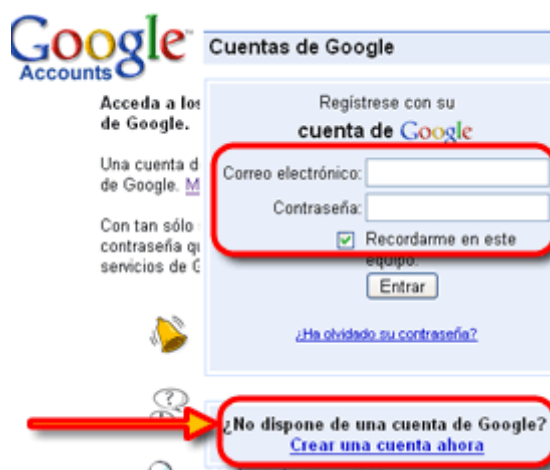 Google
Accounts
Cuentas de Google
Acceda a los
de Google.
Una cuenta d
de Google. M
Con tan sólo
contraseña qu
servicios de G
Regístrese con su
cuenta de Google
Correo electrónico:
Contraseña:
Recordarme en este
equipo.
Entrar
¿Ha olvidado su contraseña?
¿No dispone de una cuenta de Google?
Crear una cuenta ahora